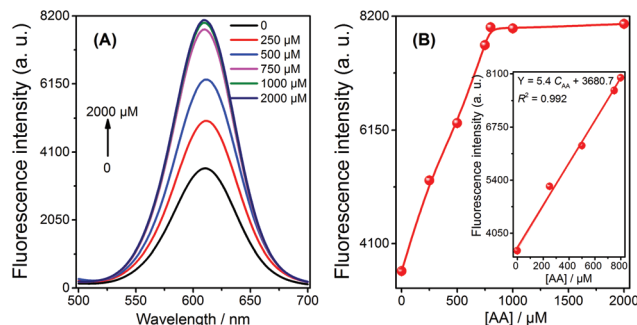 (A)
Fluorescence intensity (a. u.)
8200
6150
4100
2050
0
500
550
600
650
700
Wavelength / nm
0
250 µM
500 µM
750 µM
1000 µM
2000 µM
2000 µM
0
(B)
Fluorescence intensity (a. u.)
8200
6150
4100
0
500
1000
1500
2000
[AA] / µM
Y = 5.4 C_AA + 3680.7
R² = 0.992
Fluorescence intensity (a. u.)
8100
6750
5400
4050
0
200
400
600
800
[AA] / µM